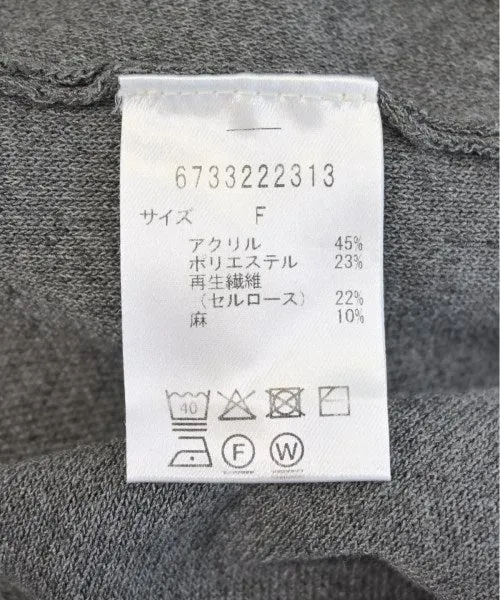 6733222313
サイズ F
アクリル 45%
ポリエステル 23%
再生繊維
（セルロース） 22%
麻 10%
40
F W